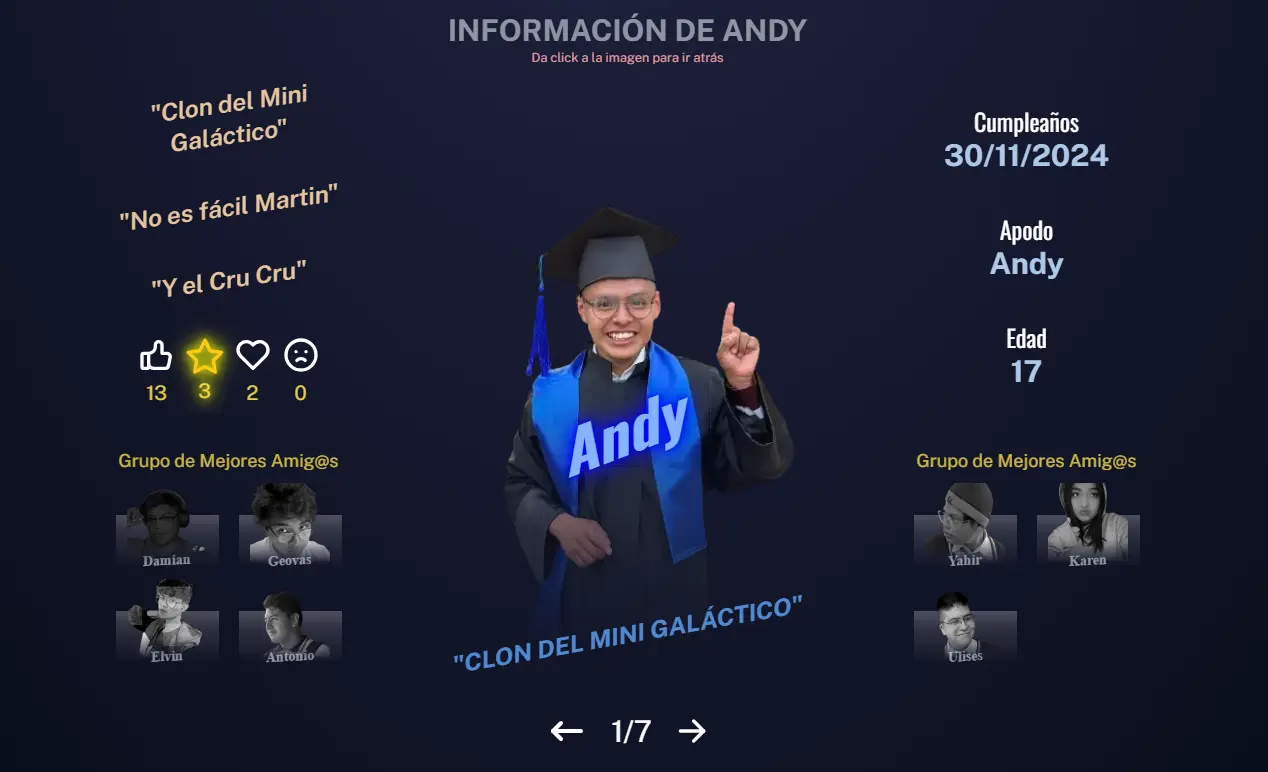 INFORMACIÓN DE ANDY
Da click a la imagen para ir atrás
"Clon del Mini
Galáctico"
"No es fácil Martin"
"Y el Cru Cru"
13
3
2
0
Grupo de Mejores Amig@s
Damian
Geovas
Elvin
Antonio
Andy
"CLON DEL MINI GALÁCTICO"
1/7
Cumpleaños
30/11/2024
Apodo
Andy
Edad
17
Grupo de Mejores Amig@s
Yahir
Karen
Ulises